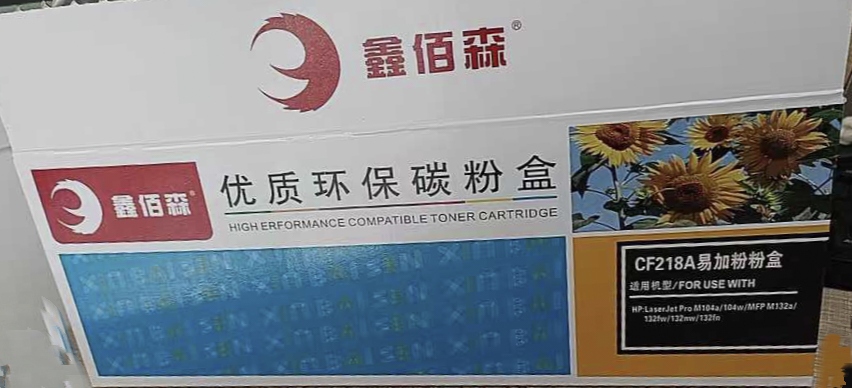 鑫佰森®
鑫佰森®
优质环保碳粉盒
HIGH ERFORMANCE COMPATIBLE TONER CARTRIDGE
CF218A易加粉粉盒
适用机型/FOR USE WITH
HP:LaserJet Pro M104a/104w/MFP M132a/
132fw/132nw/132fn